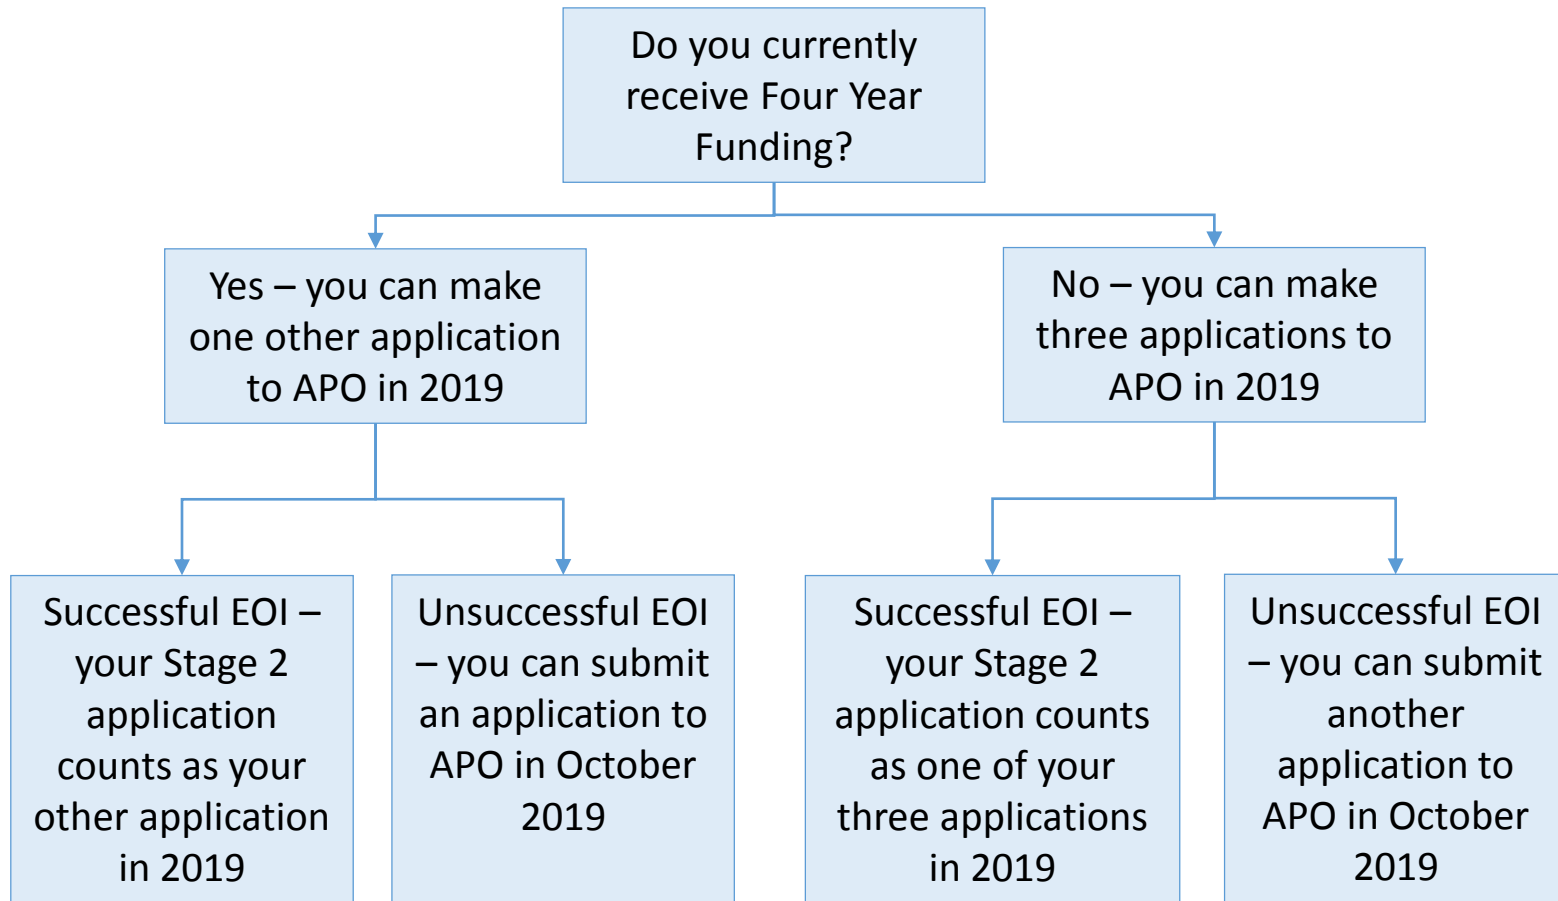 Do you currently
receive Four Year
Funding?
Yes – you can make
one other application
to APO in 2019
No – you can make
three applications to
APO in 2019
Successful EOI –
your Stage 2
application
counts as your
other application
in 2019
Unsuccessful EOI
– you can submit
an application to
APO in October
2019
Successful EOI –
your Stage 2
application counts
as one of your
three applications
in 2019
Unsuccessful EOI
– you can submit
another
application to
APO in October
2019